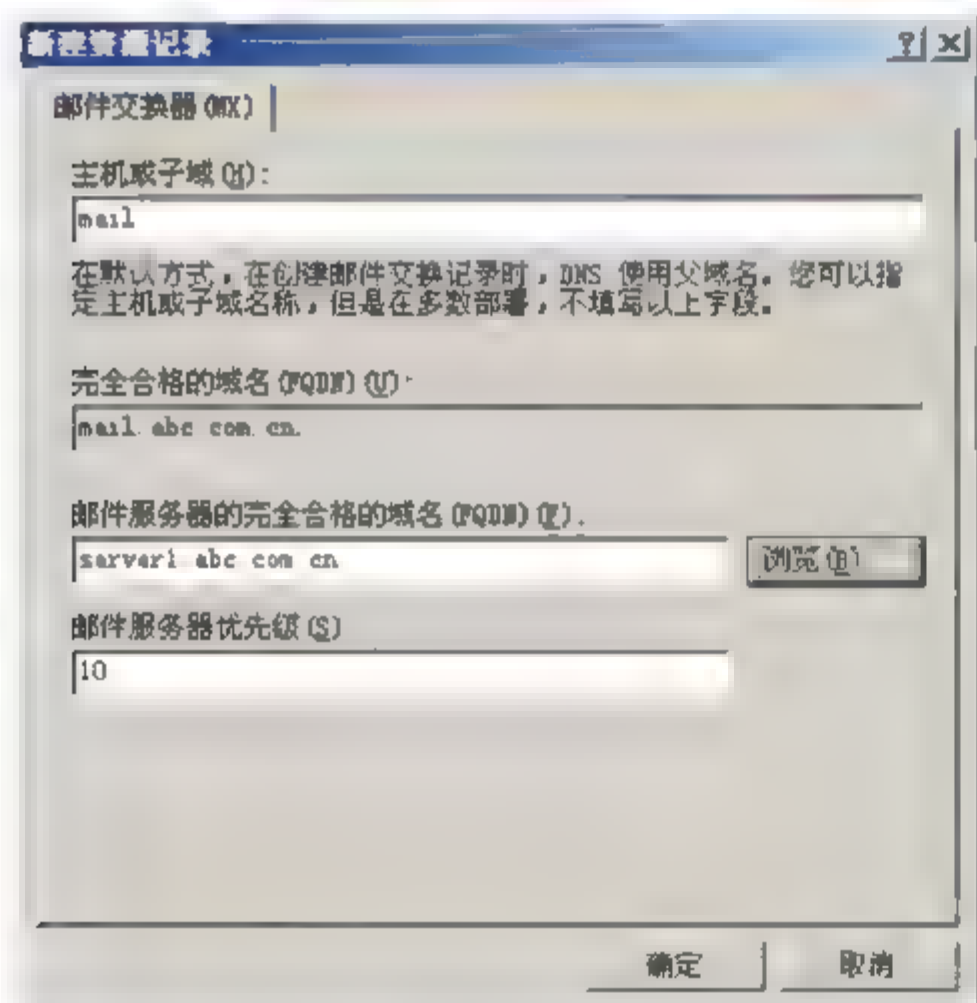 新建资源记录
邮件交换器(MX)
主机或子域(H):
mail
在默认方式，在创建邮件交换记录时，DNS 使用父域名。您可以指
定主机或子域名称，但是在多数部署，不填写以上字段。
完全合格的域名(FQDN)(U):
mail.abc.com.cn.
邮件服务器的完全合格的域名(FQDN)(F):
server1.abc.com.cn
浏览(B)
邮件服务器优先级(S)
10
确定
取消